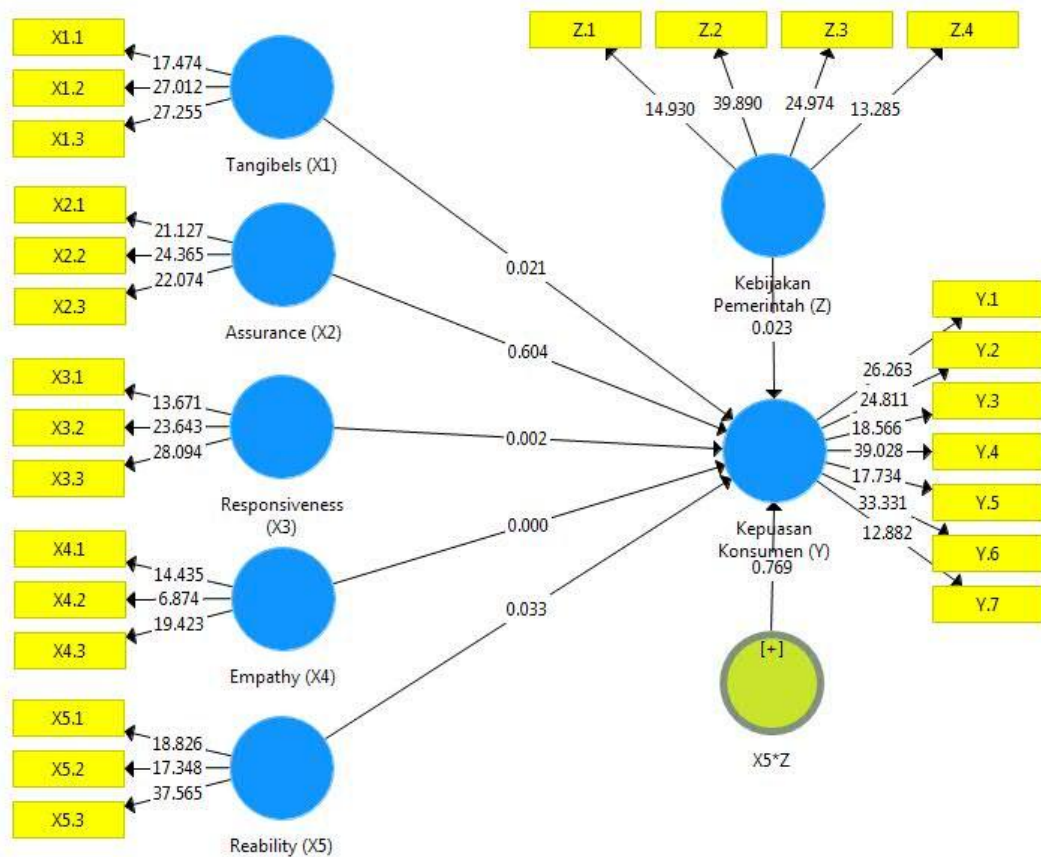 X1.1
17.474
X1.2
27.012
27.255
X1.3
Tangibels (X1)
X2.1
21.127
X2.2
24.365
22.074
X2.3
Assurance (X2)
X3.1
13.671
X3.2
23.643
28.094
X3.3
Responsiveness
(X3)
X4.1
14.435
X4.2
6.874
19.423
X4.3
Empathy (X4)
X5.1
18.826
X5.2
17.348
37.565
X5.3
Reability (X5)
0.021
0.604
0.002
0.000
0.033
Z.1
Z.2
Z.3
Z.4
14.930
39.890
24.974
13.285
Kebijakan
Pemerintah (Z)
0.023
Y.1
26.263
Y.2
24.811
Y.3
18.566
39.028
Y.4
17.734
Y.5
33.331
Y.6
12.882
Y.7
Kepuasan
Konsumen (Y)
0.769
[+]
X5*Z